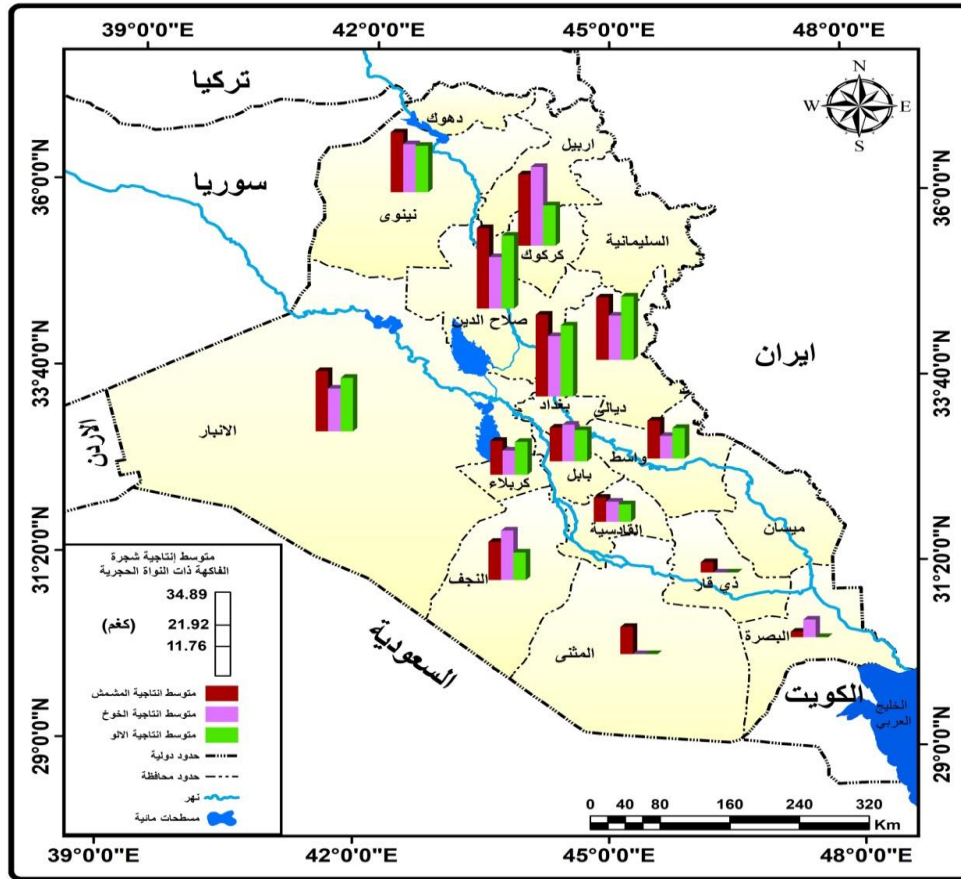 39°0'0"E 42°0'0"E 45°0'0"E 48°0'0"E
N
W E
S
تركيا
سوريا
ايران
الاردن
السعودية
الكويت
الخليج
العربي
دهوك
اربيل
نينوى
كركوك
السليمانية
صلاح الدين
ديالى
بغداد
الانبار
واسط
بابل
كربلاء
القادسية
ميسان
النجف
ذي قار
المثنى
البصرة
36°0'0"N
33°40'0"N
31°20'0"N
29°0'0"N
36°0'0"N
33°40'0"N
31°20'0"N
29°0'0"N
متوسط إنتاجية شجرة
الفاكهة ذات النواة الحجرية
34.89
21.92 (كغم)
11.76
متوسط انتاجية المشمش
متوسط انتاجية الخوخ
متوسط انتاجية الالو
حدود دولية
حدود محافظة
نهر
مسطحات مائية
0 40 80 160 240 320
Km
39°0'0"E 42°0'0"E 45°0'0"E 48°0'0"E